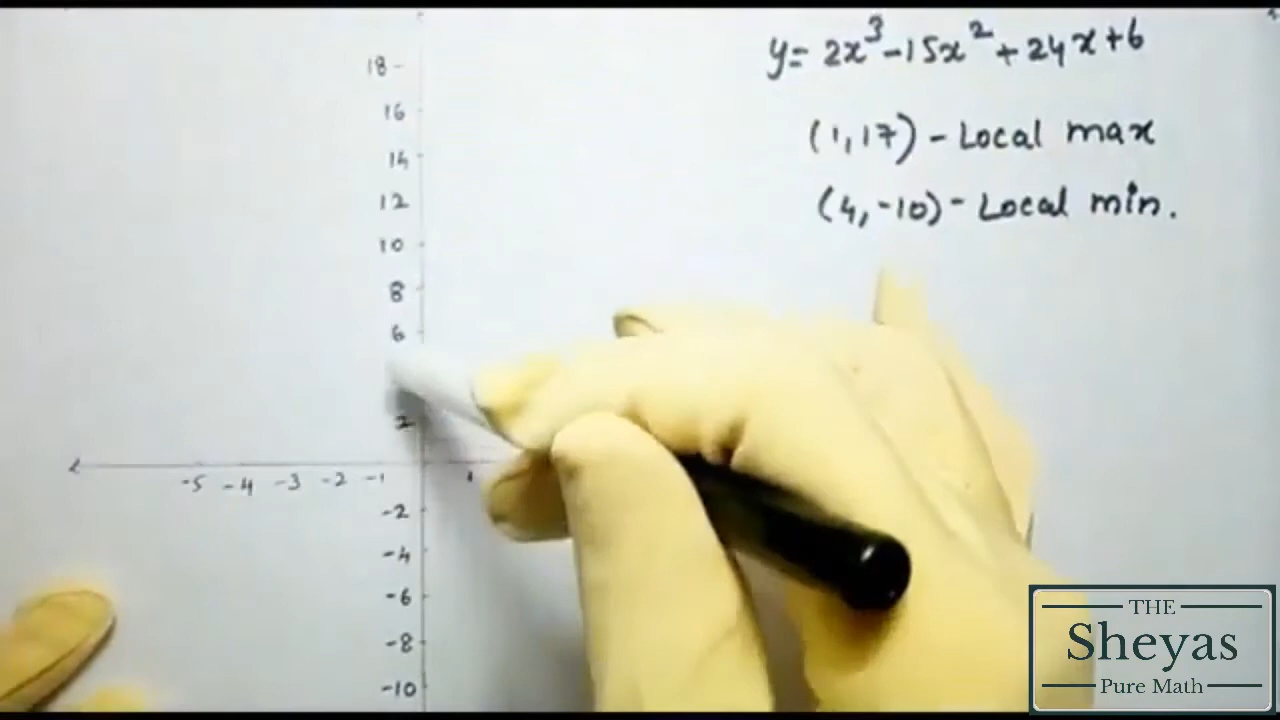 y = 2x³ - 15x² + 24x + 6
(1, 17) - Local max
(4, -10) - Local min.
18
16
14
12
10
8
6
2
-5 -4 -3 -2 -1 1
-2
-4
-6
-8
-10
THE
Sheyas
Pure Math